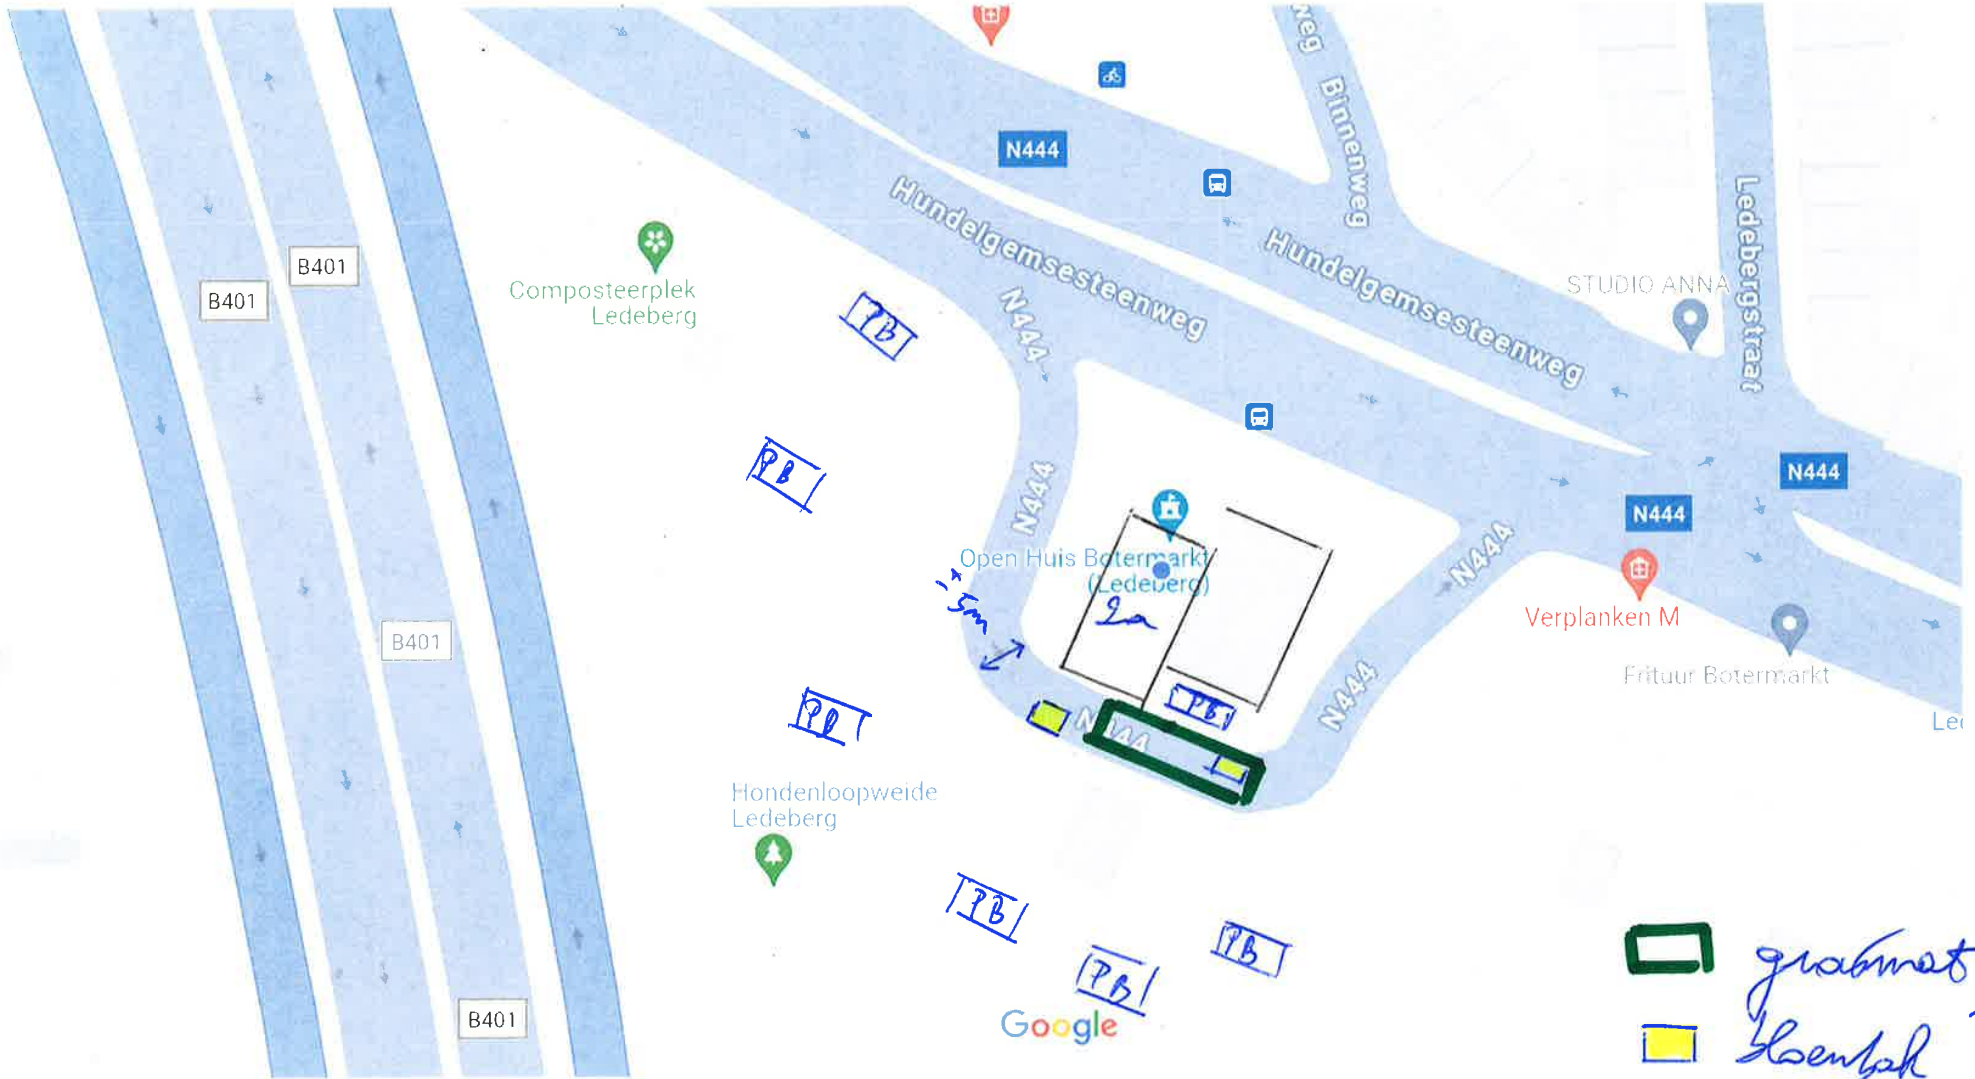 N444
weg
Binnenweg
Ledebergstraat
Hundelgemsesteenweg
Hundelgemsesteenweg
B401
B401
Composteerplek
Ledeberg
STUDIO ANNA
PB
N444
PB
N444
N444
N444
N444
Open Huis Botermarkt
(Ledeberg)
± 5m
2a
Verplanken M
B401
Frituur Botermarkt
N444
PB
PB
N444
Led
Hondenloopweide
Ledeberg
PB
PB
PB
Google
B401
grasmat
bloembak